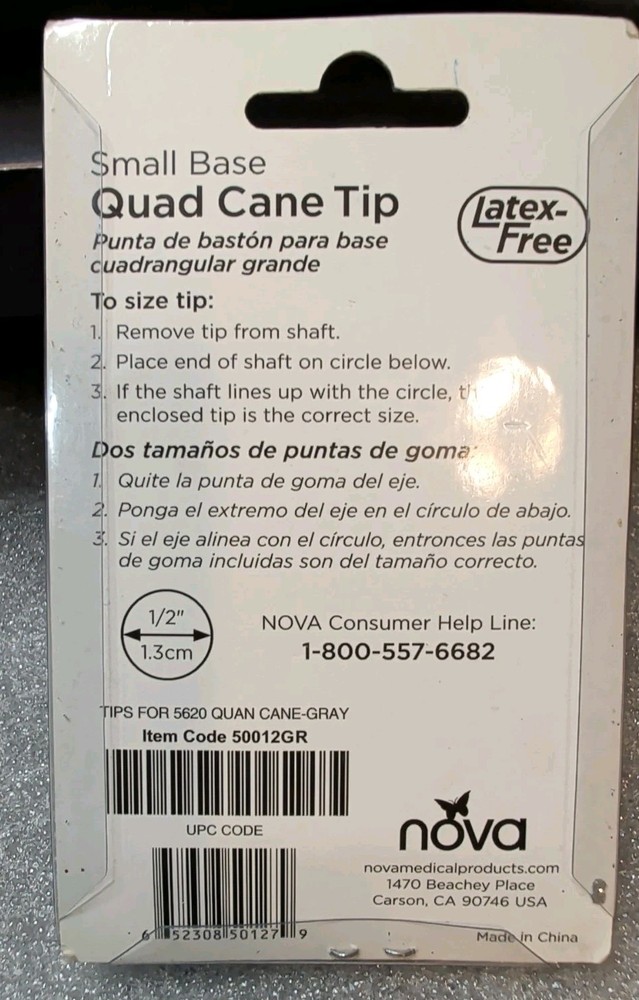 Small Base
Quad Cane Tip
Punta de bastón para base
cuadrangular grande
Latex-
Free
To size tip:
1. Remove tip from shaft.
2. Place end of shaft on circle below.
3. If the shaft lines up with the circle,
enclosed tip is the correct size.
Dos tamaños de puntas de goma:
1. Quite la punta de goma del eje.
2. Ponga el extremo del eje en el círculo de abajo.
3. Si el eje alinea con el círculo, entronces las puntas
de goma incluidas son del tamaño correcto.
1/2"
1.3cm
NOVA Consumer Help Line:
1-800-557-6682
TIPS FOR 5620 QUAN CANE-GRAY
Item Code 50012GR
UPC CODE
6 52308 50127 9
nova
novamedicalproducts.com
1470 Beachey Place
Carson, CA 90746 USA
Made in China